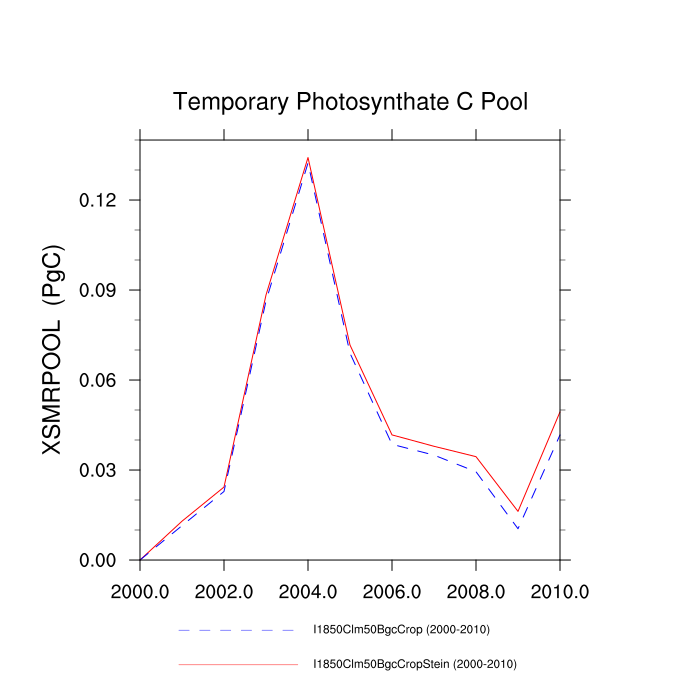 Temporary Photosynthate C Pool
XSMRPOOL (PgC)
0.12
0.09
0.06
0.03
0.00
2000.0 2002.0 2004.0 2006.0 2008.0 2010.0
I1850Clm50BgcCrop (2000-2010)
I1850Clm50BgcCropStein (2000-2010)